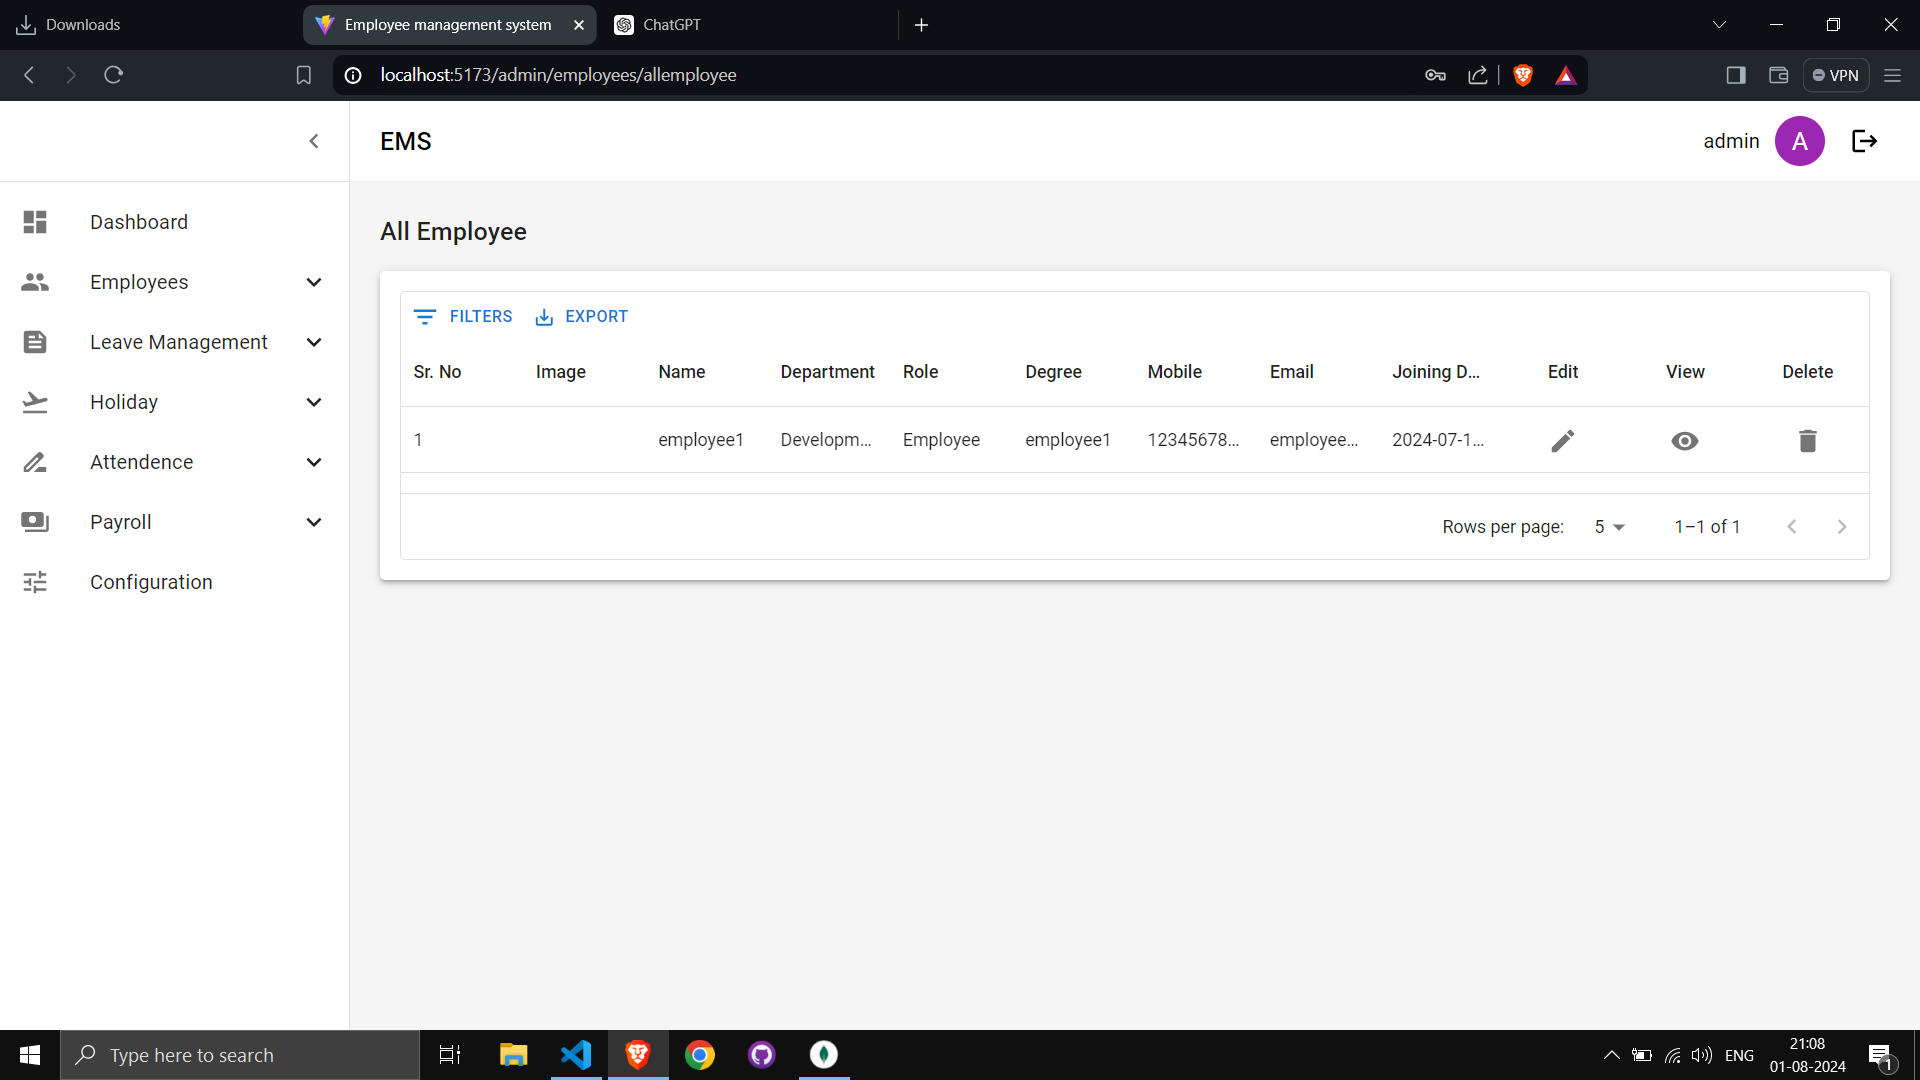 Downloads
Employee management system
ChatGPT
localhost:5173/admin/employees/allemployee
VPN
EMS
admin
A
Dashboard
Employees
Leave Management
Holiday
Attendence
Payroll
Configuration
All Employee
FILTERS EXPORT
Sr. No Image Name Department Role Degree Mobile Email Joining D... Edit View Delete
1 employee1 Developm... Employee employee1 12345678... employee... 2024-07-1...
Rows per page: 5 1–1 of 1
Type here to search
ENG
21:08
01-08-2024
1